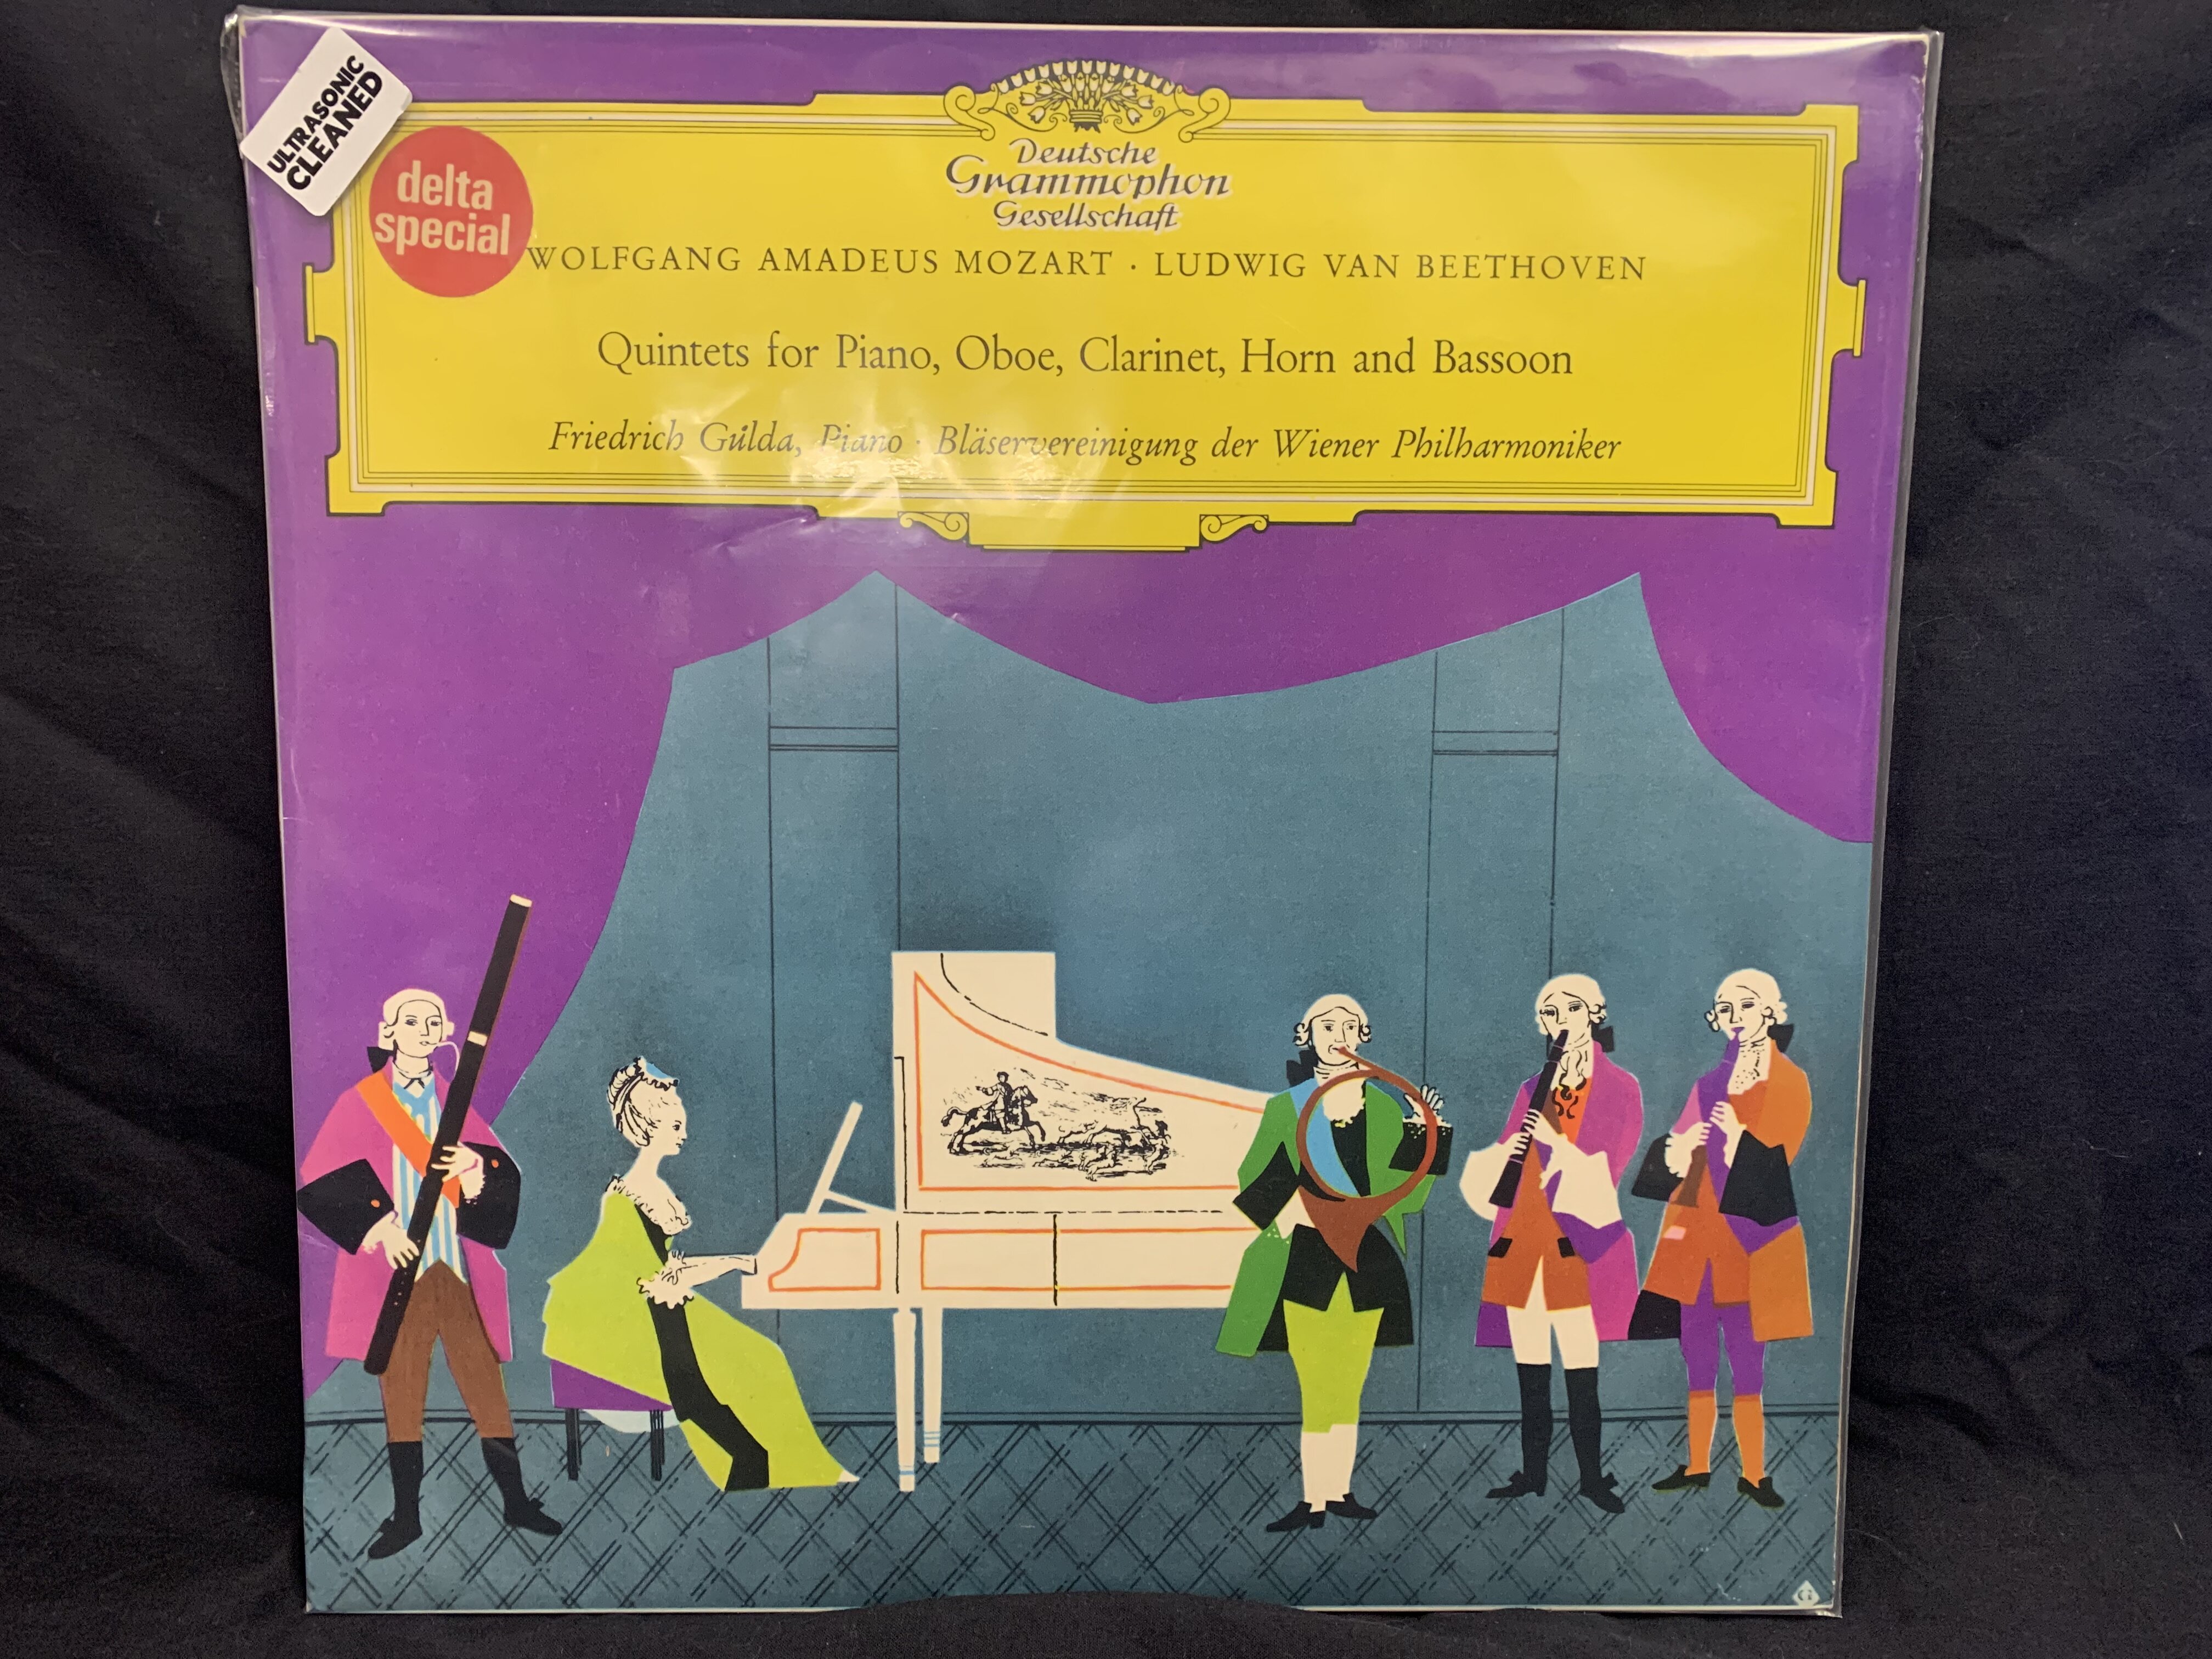 ULTRASONIC
CLEANED
delta
special
Deutsche
Grammophon
Gesellschaft
WOLFGANG AMADEUS MOZART · LUDWIG VAN BEETHOVEN
Quintets for Piano, Oboe, Clarinet, Horn and Bassoon
Friedrich Gulda, Piano · Bläservereinigung der Wiener Philharmoniker